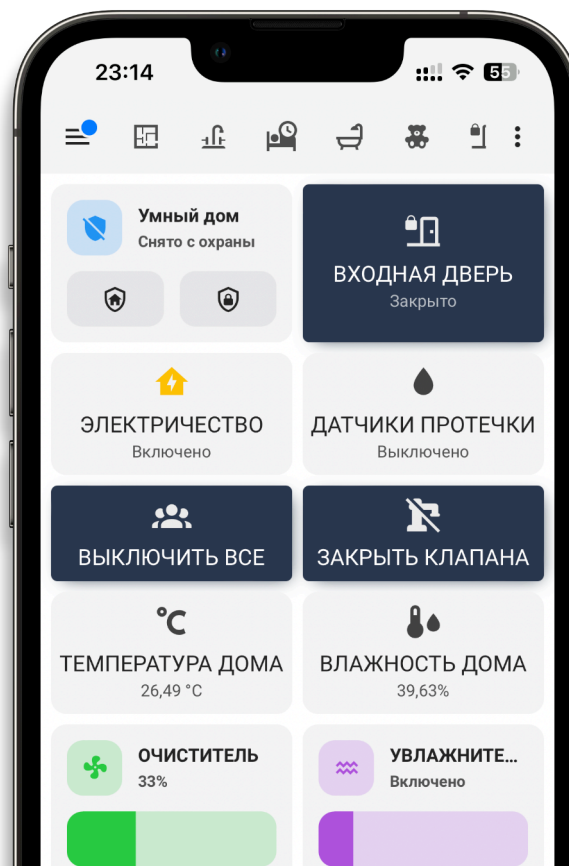 23:14
55
Умный дом
Снято с охраны
ВХОДНАЯ ДВЕРЬ
Закрыто
ЭЛЕКТРИЧЕСТВО
Включено
ДАТЧИКИ ПРОТЕЧКИ
Выключено
ВЫКЛЮЧИТЬ ВСЕ
ЗАКРЫТЬ КЛАПАНА
°C
ТЕМПЕРАТУРА ДОМА
26,49 °C
ВЛАЖНОСТЬ ДОМА
39,63%
ОЧИСТИТЕЛЬ
33%
УВЛАЖНИТЕ...
Включено